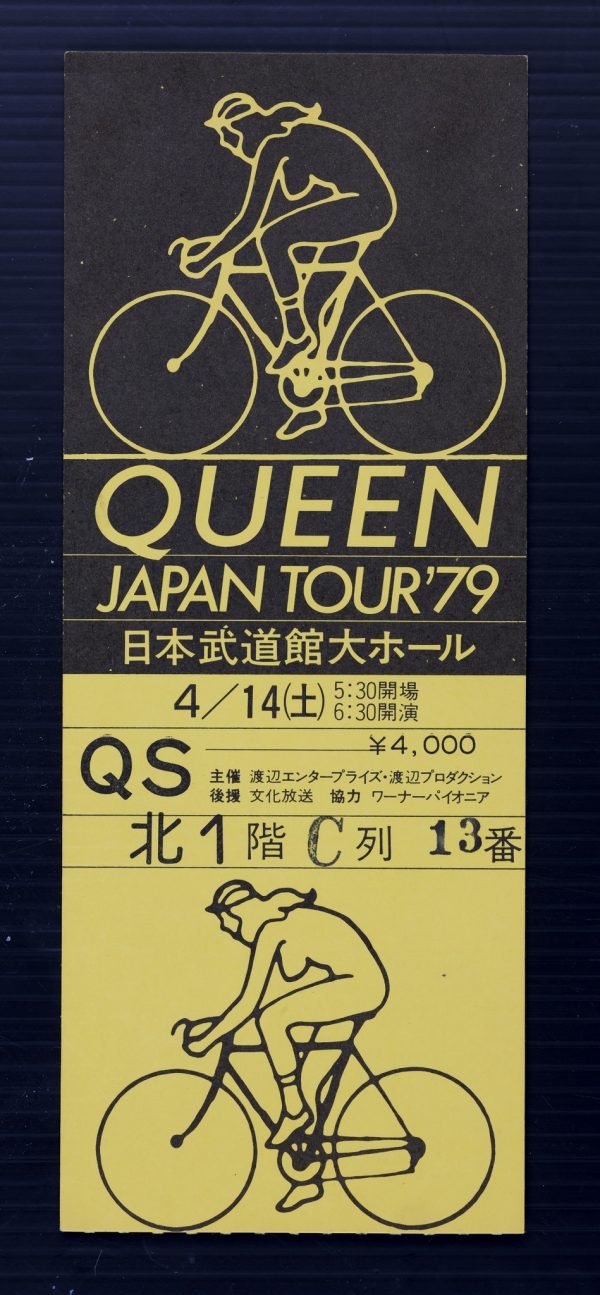 QUEEN
JAPAN TOUR'79
日本武道館大ホール
4/14(土) 5:30開場
6:30開演
QS ¥4,000
主催 渡辺エンタープライズ・渡辺プロダクション
後援 文化放送 協力 ワーナーパイオニア
北1階 C列 13番